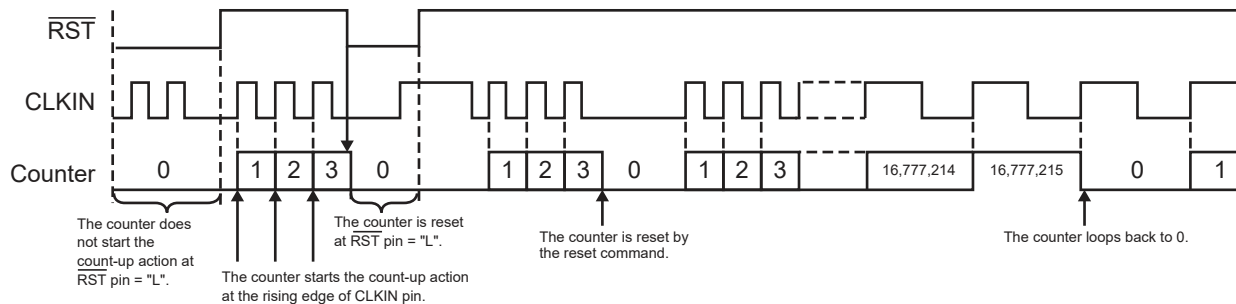 RST
CLKIN
Counter
0
1
2
3
0
1
2
3
0
1
2
3
16,777,214
16,777,215
0
1
The counter does
not start the
count-up action at
RST pin = "L".
The counter starts the count-up action
at the rising edge of CLKIN pin.
The counter is reset
at RST pin = "L".
The counter is reset by
the reset command.
The counter loops back to 0.